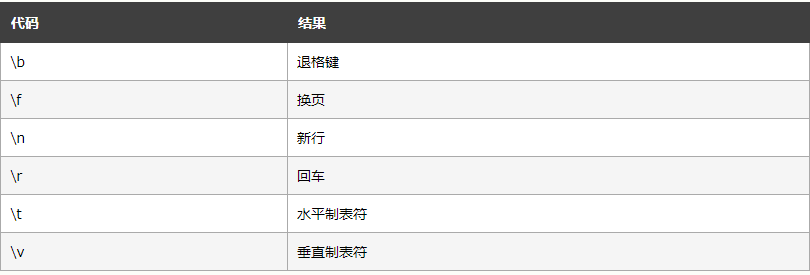 代码 结果
\b 退格键
\f 换页
\n 新行
\r 回车
\t 水平制表符
\v 垂直制表符